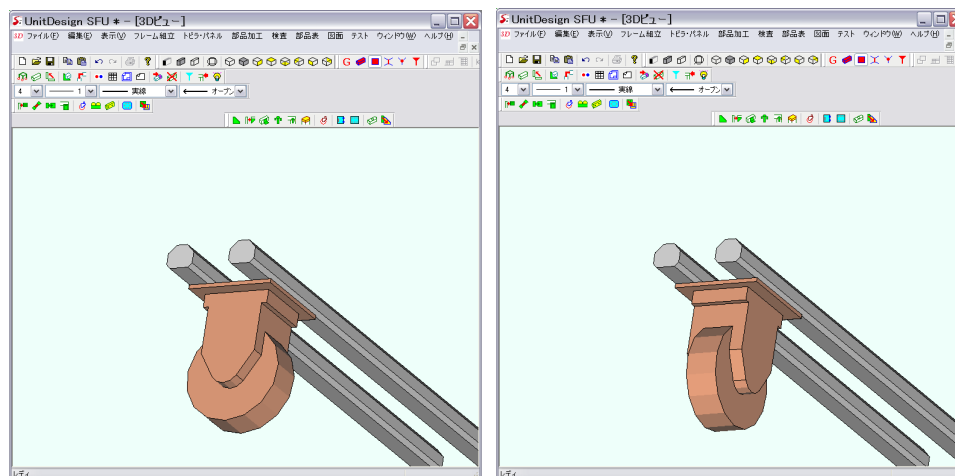 UnitDesign SFU * - [3Dビュー]
3D ファイル(F) 編集(E) 表示(V) フレーム組立 トビラ・パネル 部品加工 検査 部品表 図面 テスト ウィンドウ(W) ヘルプ(H)
G
4 1 実線 オープン
レディ
UnitDesign SFU * - [3Dビュー]
3D ファイル(F) 編集(E) 表示(V) フレーム組立 トビラ・パネル 部品加工 検査 部品表 図面 テスト ウィンドウ(W) ヘルプ(H)
G
4 1 実線 オープン
レディ